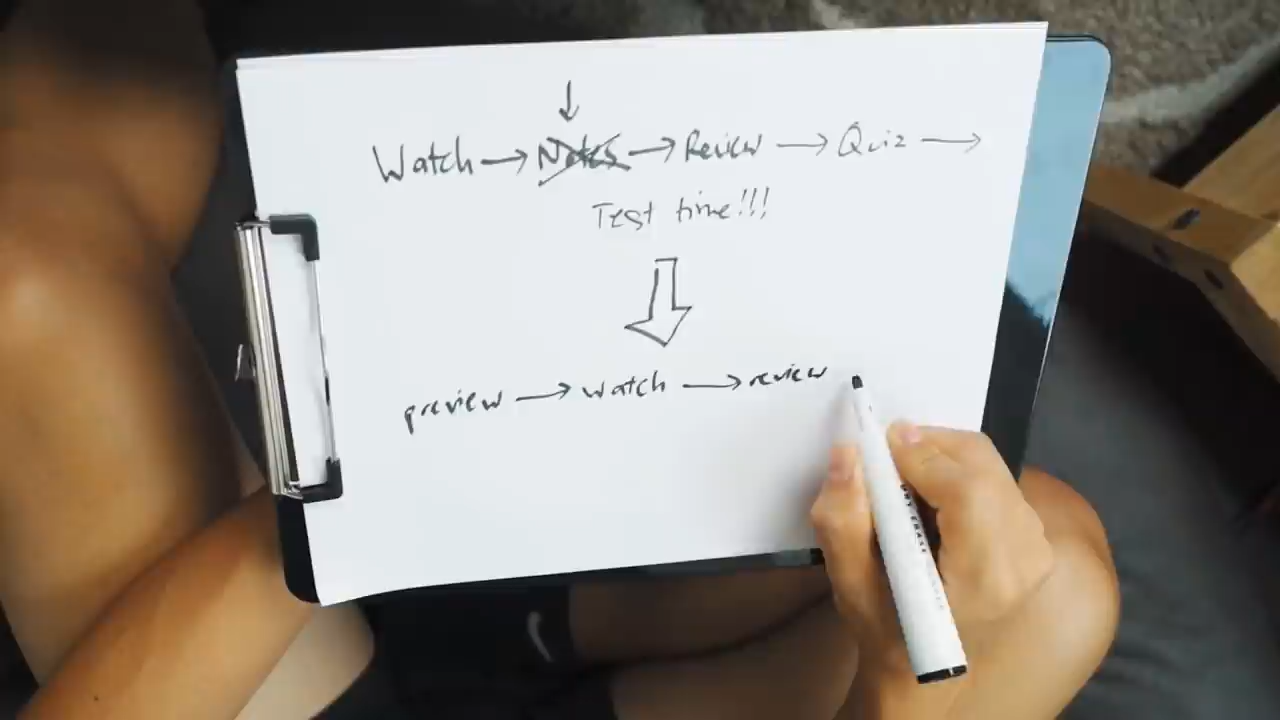 Watch → Notes → Review → Quiz →
Test time!!!
preview → watch → review